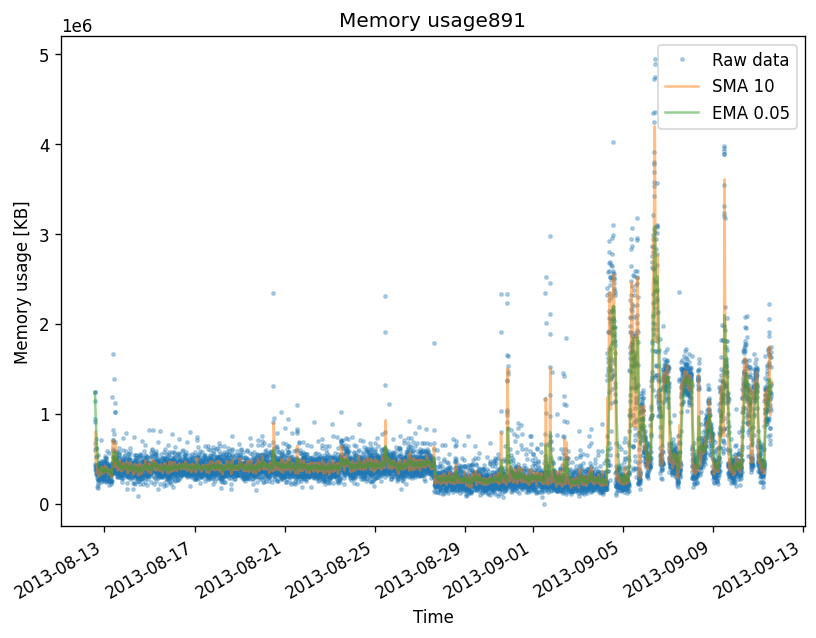 Memory usage891
1e6
Raw data
SMA 10
EMA 0.05
5
4
3
2
1
0
Memory usage [KB]
2013-08-13
2013-08-17
2013-08-21
2013-08-25
2013-08-29
2013-09-01
2013-09-05
2013-09-09
2013-09-13
Time